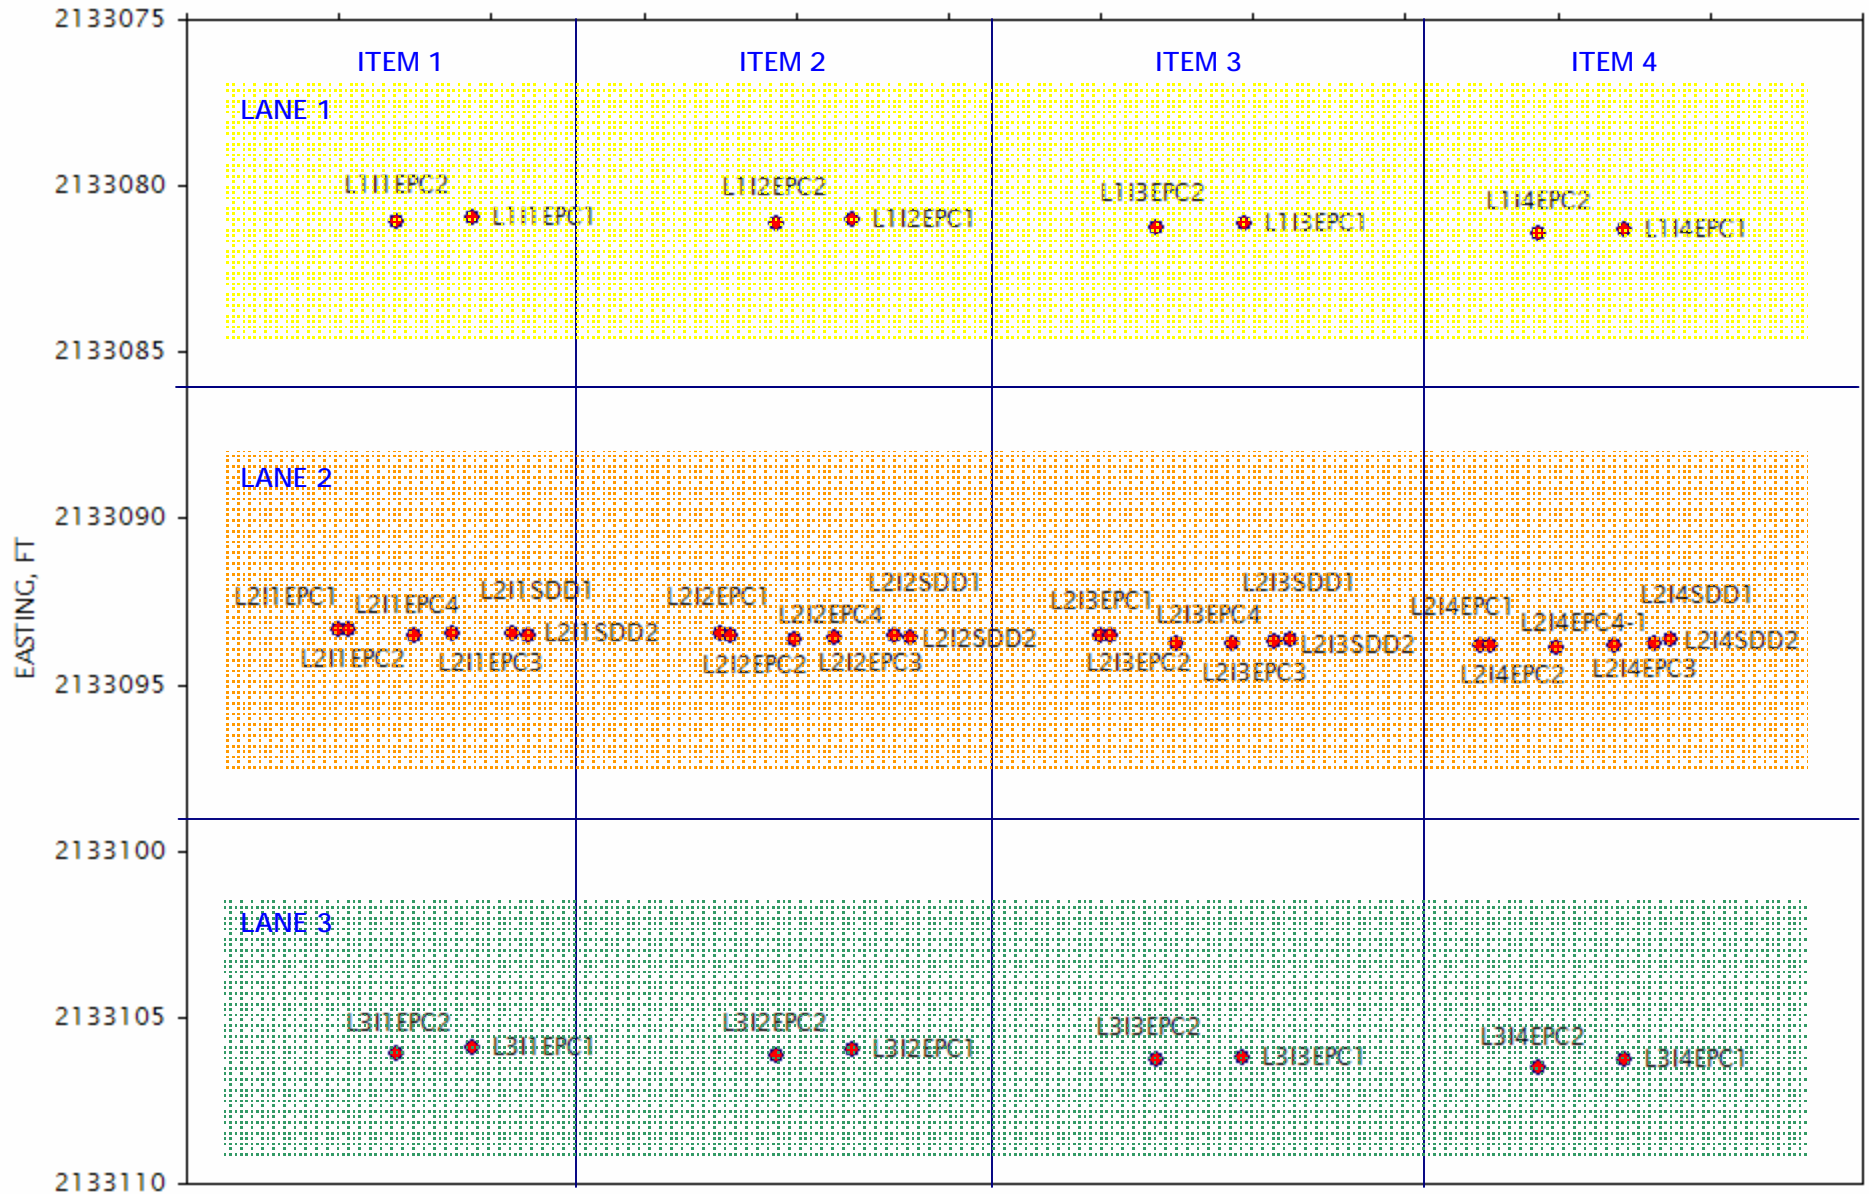 2133075
ITEM 1 ITEM 2 ITEM 3 ITEM 4
LANE 1
2133080
L1I1EPC2 L1I2EPC2 L1I3EPC2 L1I4EPC2
L1I1EPC1 L1I2EPC1 L1I3EPC1 L1I4EPC1
2133085
LANE 2
2133090
EASTING, FT
L2I1SDD1 L2I2SDD1 L2I3SDD1 L2I4SDD1
L2I1EPC1 L2I2EPC1 L2I3EPC1 L2I4EPC1
L2I1EPC4 L2I2EPC4 L2I3EPC4 L2I4EPC4-1
L2I1SDD2 L2I2SDD2 L2I3SDD2 L2I4SDD2
L2I1EPC2 L2I1EPC3 L2I2EPC2 L2I2EPC3 L2I3EPC2 L2I3EPC3 L2I4EPC2 L2I4EPC3
2133095
2133100
LANE 3
2133105
L3I1EPC2 L3I2EPC2 L3I3EPC2 L3I4EPC2
L3I1EPC1 L3I2EPC1 L3I3EPC1 L3I4EPC1
2133110